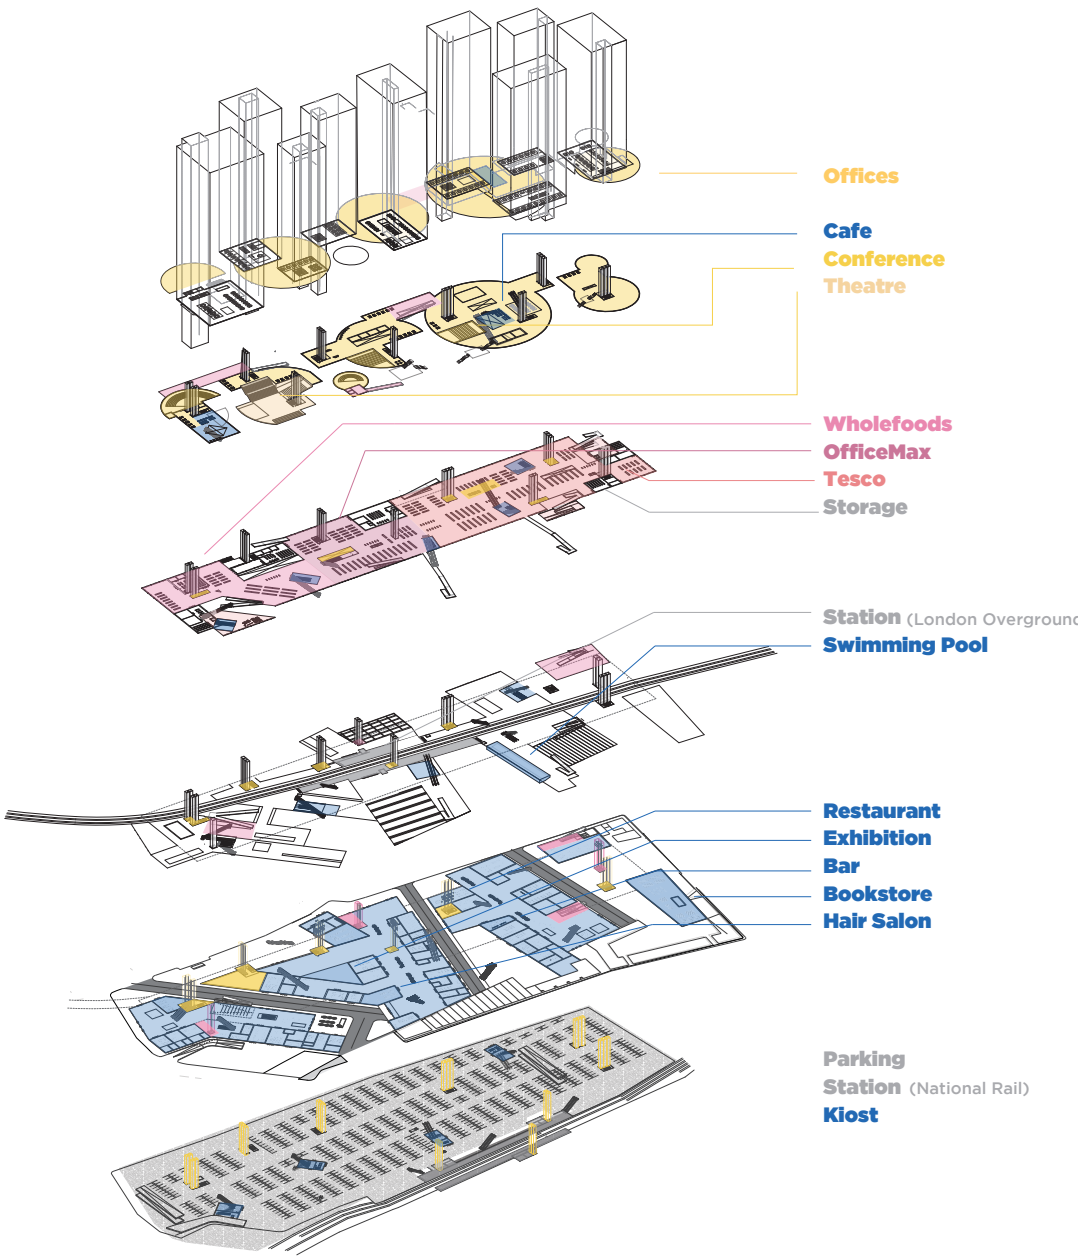 Offices
Cafe
Conference
Theatre
Wholefoods
OfficeMax
Tesco
Storage
Station (London Overground
Swimming Pool
Restaurant
Exhibition
Bar
Bookstore
Hair Salon
Parking
Station (National Rail)
Kiost